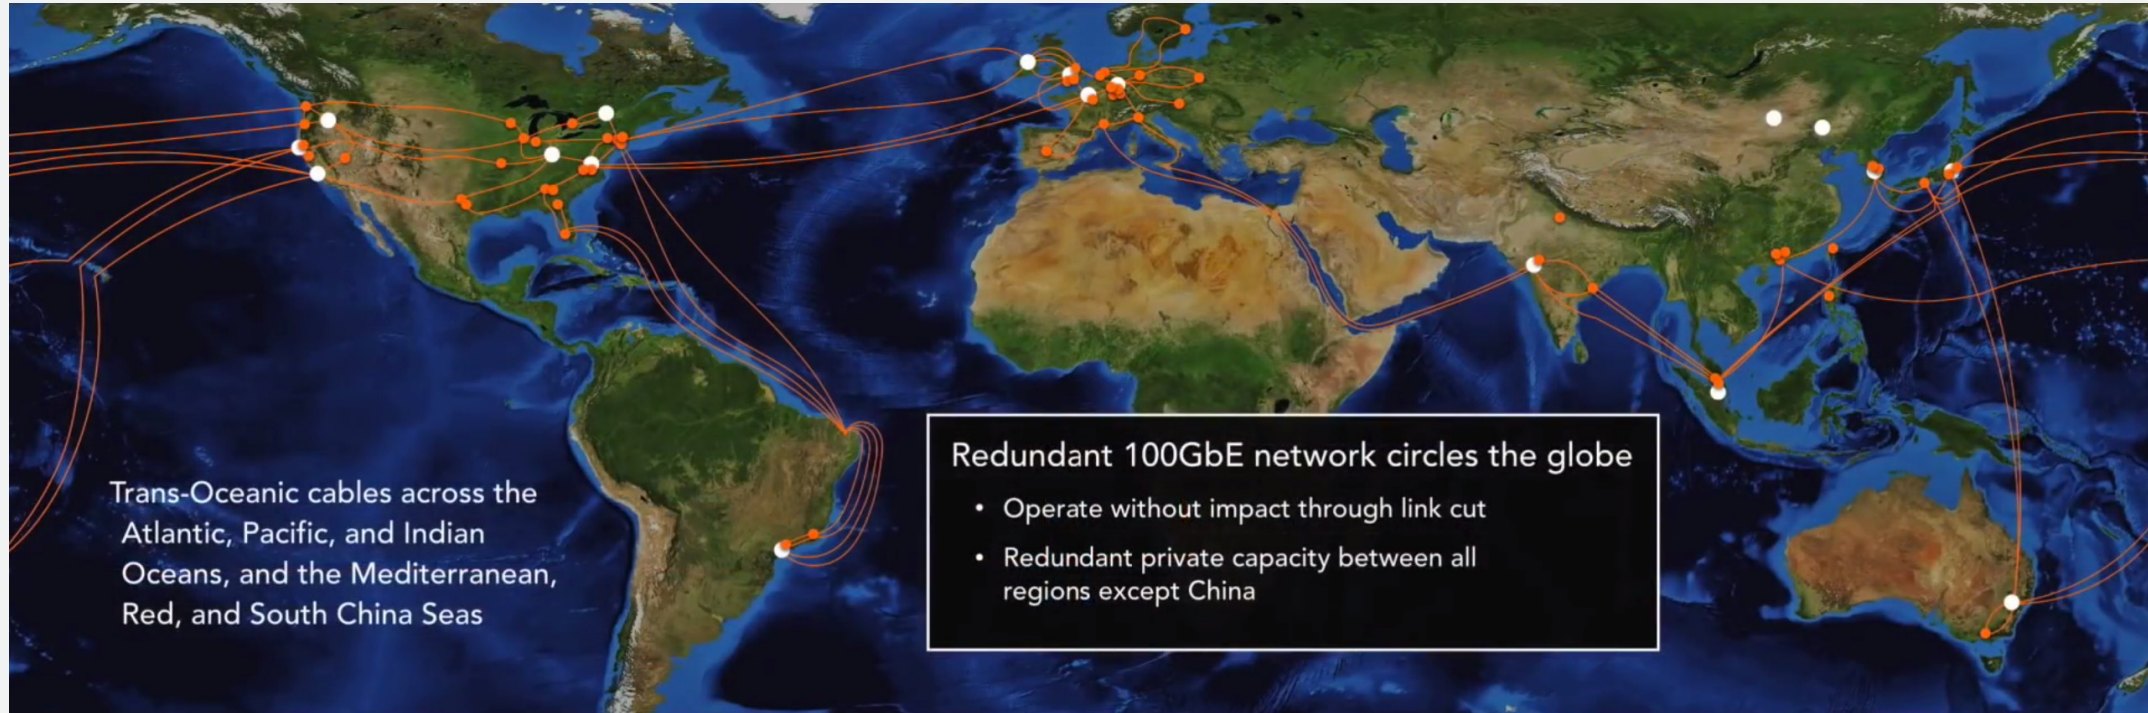 Trans-Oceanic cables across the
Atlantic, Pacific, and Indian
Oceans, and the Mediterranean,
Red, and South China Seas
Redundant 100GbE network circles the globe
• Operate without impact through link cut
• Redundant private capacity between all
regions except China